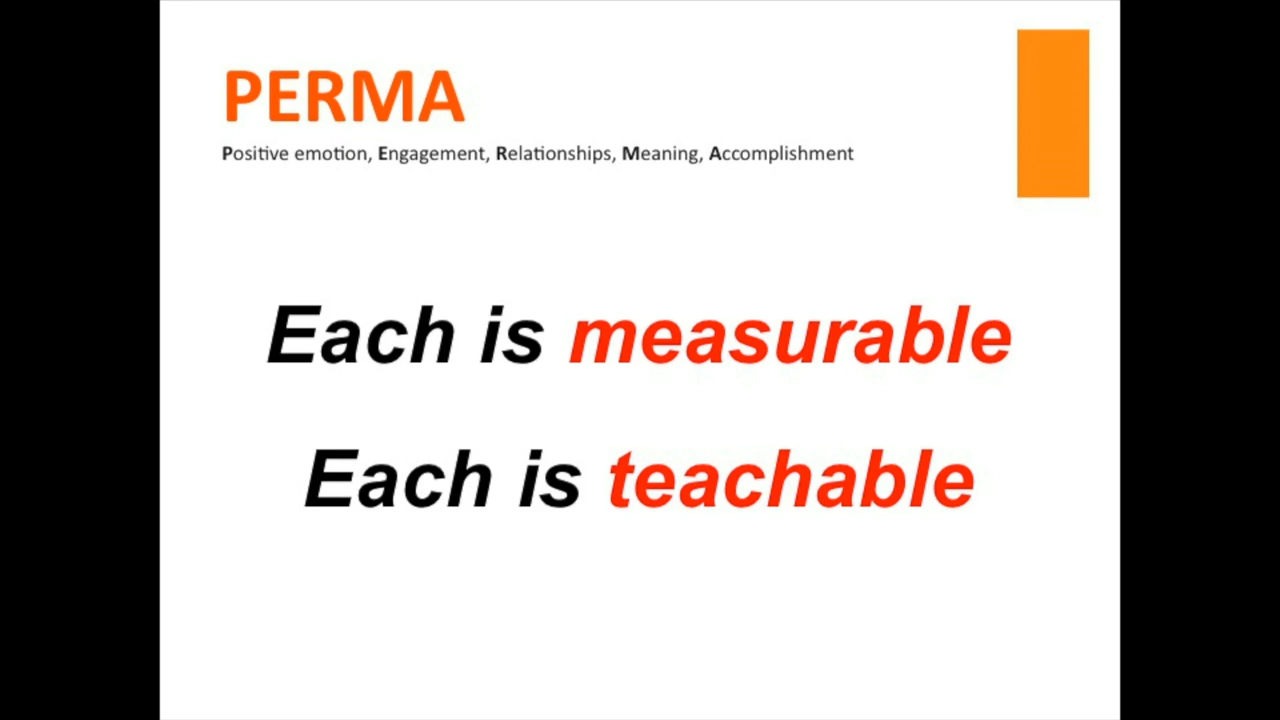 PERMA
Positive emotion, Engagement, Relationships, Meaning, Accomplishment
Each is measurable
Each is teachable